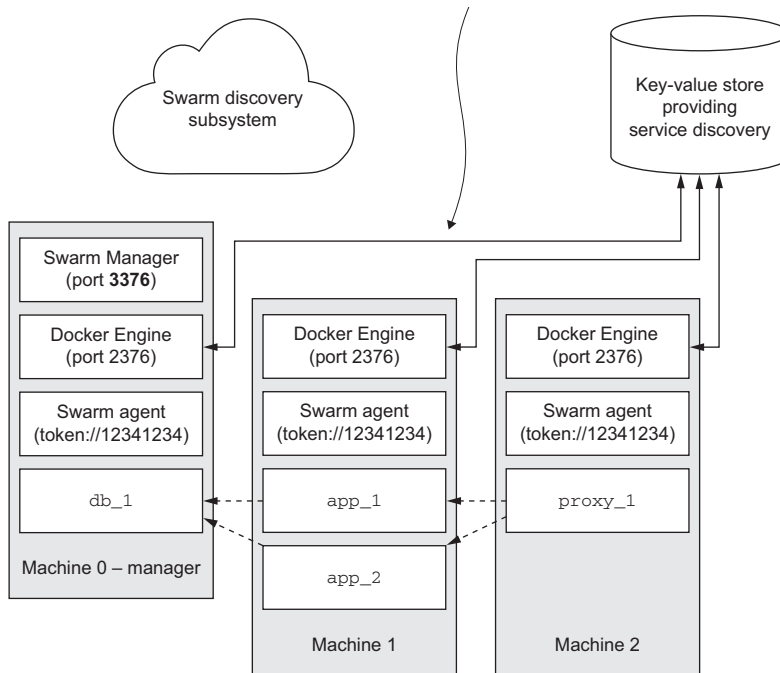 Swarm discovery
subsystem
Key-value store
providing
service discovery
Swarm Manager
(port 3376)
Docker Engine
(port 2376)
Swarm agent
(token://12341234)
db_1
Machine 0 – manager
Docker Engine
(port 2376)
Swarm agent
(token://12341234)
app_1
app_2
Machine 1
Docker Engine
(port 2376)
Swarm agent
(token://12341234)
proxy_1
Machine 2